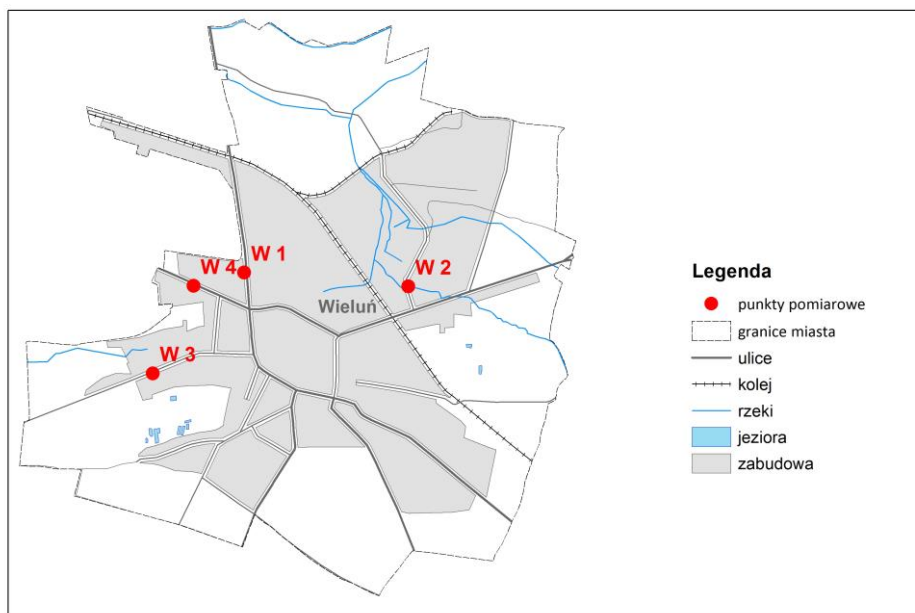 W 1
W 4
W 2
Wieluń
W 3
Legenda
punkty pomiarowe
granice miasta
ulice
kolej
rzeki
jeziora
zabudowa